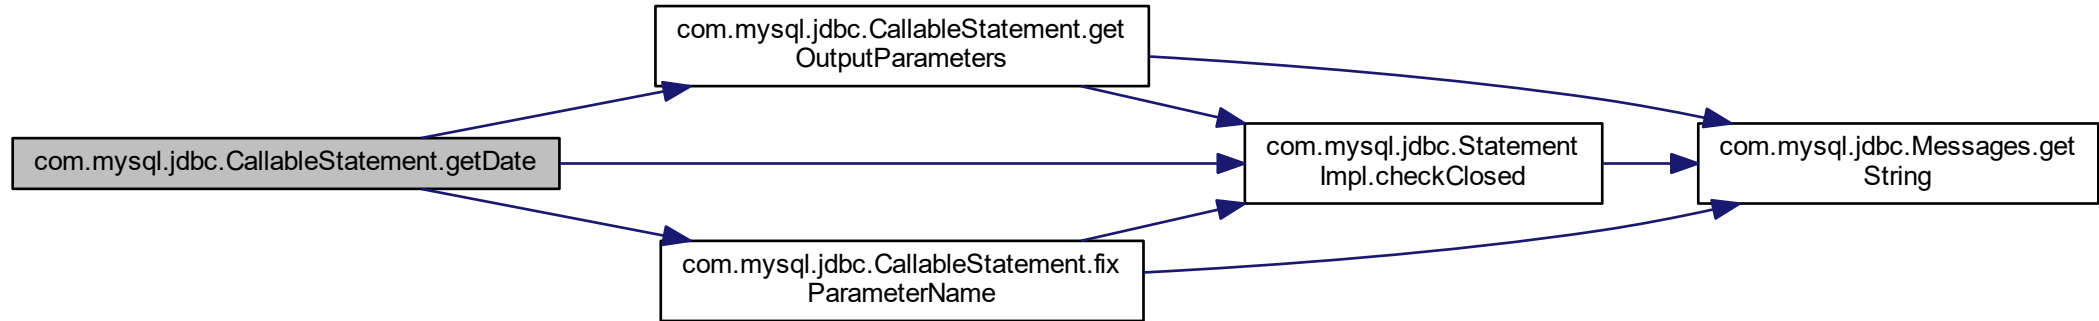 com.mysql.jdbc.CallableStatement.getDate
com.mysql.jdbc.CallableStatement.get
OutputParameters
com.mysql.jdbc.CallableStatement.fix
ParameterName
com.mysql.jdbc.Statement
Impl.checkClosed
com.mysql.jdbc.Messages.get
String